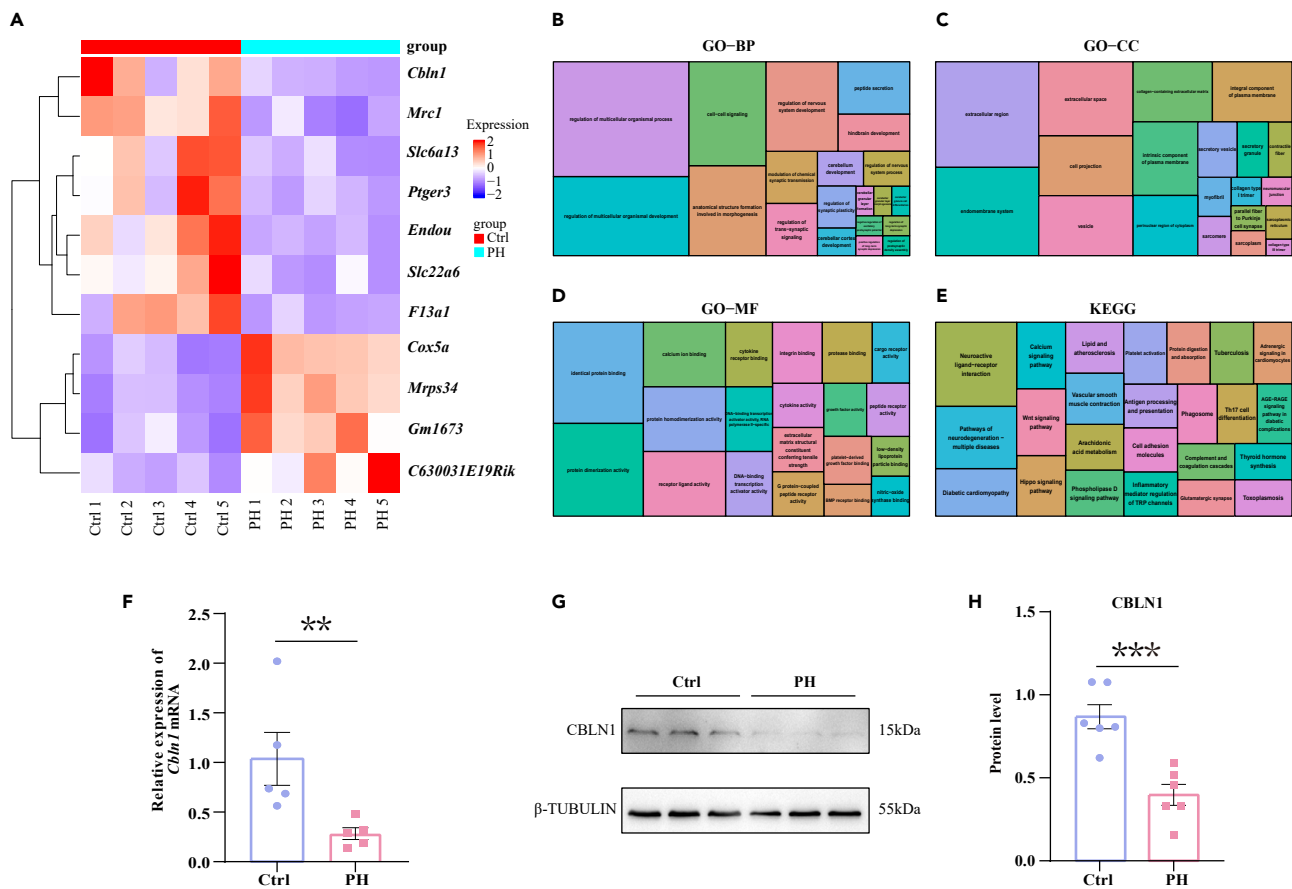 A
group
Cbln1
Mrc1
Slc6a13
Ptger3
Endou
Slc22a6
F13a1
Cox5a
Mrps34
Gm1673
C630031E19Rik
Expression
2
1
0
−1
−2
group
Ctrl
PH
Ctrl 1
Ctrl 2
Ctrl 3
Ctrl 4
Ctrl 5
PH 1
PH 2
PH 3
PH 4
PH 5
B
GO−BP
regulation of multicellular organismal process
regulation of multicellular organismal development
cell−cell signaling
anatomical structure formation
involved in morphogenesis
regulation of nervous
system development
modulation of chemical
synaptic transmission
regulation of
trans−synaptic
signaling
peptide secretion
hindbrain development
cerebellum
development
regulation of nervous
system process
regulation of
synaptic plasticity
cerebellar cortex
development
C
GO−CC
extracellular region
endomembrane system
extracellular space
cell projection
vesicle
collagen−containing extracellular matrix
intrinsic component
of plasma membrane
perinuclear region of cytoplasm
integral component
of plasma membrane
secretory vesicle
secretory
granule
contractile
fiber
myofibril
collagen type
I trimer
neuromuscular
junction
sarcomere
parallel fiber
to Purkinje
cell synapse
sarcoplasmic
reticulum
sarcoplasm
D
GO−MF
identical protein binding
protein dimerization activity
calcium ion binding
protein homodimerization activity
receptor ligand activity
cytokine
receptor binding
DNA−binding
transcription
activator activity
integrin binding
cytokine activity
extracellular
matrix structural
constituent
conferring tensile
strength
G protein−coupled
peptide receptor
activity
protease binding
growth factor activity
platelet−derived
growth factor binding
BMP receptor binding
cargo receptor
activity
peptide receptor
activity
low−density
lipoprotein
particle binding
nitric−oxide
synthase binding
E
KEGG
Neuroactive
ligand−receptor
interaction
Pathways of
neurodegeneration −
multiple diseases
Diabetic cardiomyopathy
Calcium
signaling
pathway
Wnt signaling
pathway
Hippo signaling
pathway
Lipid and
atherosclerosis
Vascular smooth
muscle contraction
Arachidonic
acid metabolism
Phospholipase D
signaling pathway
Platelet activation
Antigen processing
and presentation
Cell adhesion
molecules
Inflammatory
mediator regulation
of TRP channels
Protein digestion
and absorption
Phagosome
Complement and
coagulation cascades
Glutamatergic synapse
Tuberculosis
Th17 cell
differentiation
Adrenergic
signaling in
cardiomyocytes
AGE−RAGE
signaling
pathway in
diabetic
complications
Thyroid hormone
synthesis
Toxoplasmosis
F
Relative expression of
Cbln1 mRNA
2.5
2.0
1.5
1.0
0.5
0.0
**
Ctrl
PH
G
Ctrl
PH
CBLN1
15kDa
β-TUBULIN
55kDa
H
CBLN1
Protein level
1.5
1.0
0.5
0.0
***
Ctrl
PH